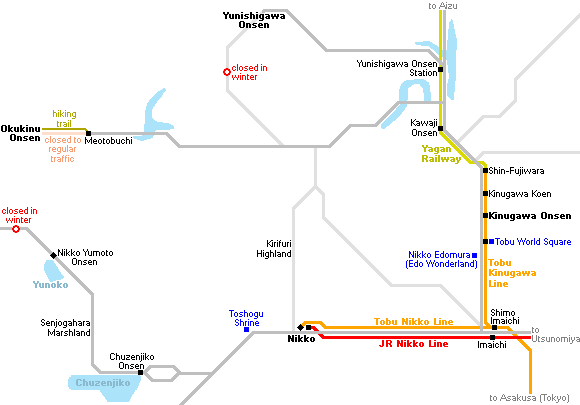 to Aizu
Yunishigawa
Onsen
closed in
winter
Yunishigawa Onsen
Station
hiking
trail
Okukinu
Onsen
closed to
regular
traffic
Meotobuchi
Kawaji
Onsen
Yagan
Railway
Shin-Fujiwara
Kinugawa Koen
Kinugawa Onsen
closed in
winter
Tobu World Square
Kirifuri
Highland
Nikko Edomura
(Edo Wonderland)
Nikko Yumoto
Onsen
Tobu
Kinugawa
Line
Yunoko
Toshogu
Shrine
Senjogahara
Marshland
Tobu Nikko Line
Shimo
Imaichi
to
Utsunomiya
Nikko
JR Nikko Line
Imaichi
Chuzenjiko
Onsen
Chuzenjiko
to Asakusa (Tokyo)